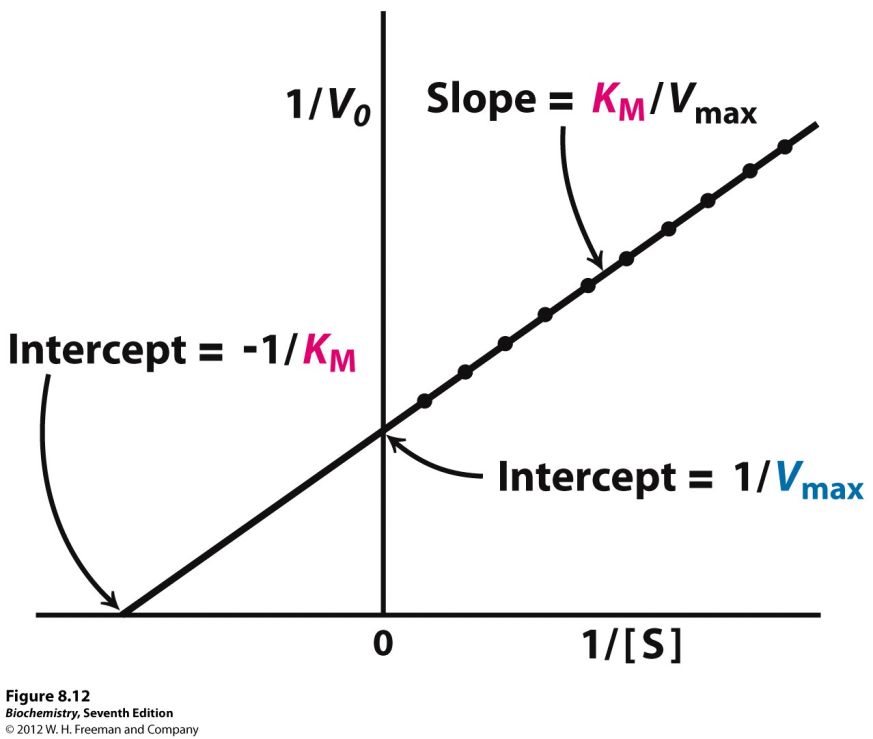 1/V0
Slope = KM/Vmax
Intercept = -1/KM
Intercept = 1/Vmax
0
1/[S]
Figure 8.12
Biochemistry, Seventh Edition
© 2012 W. H. Freeman and Company